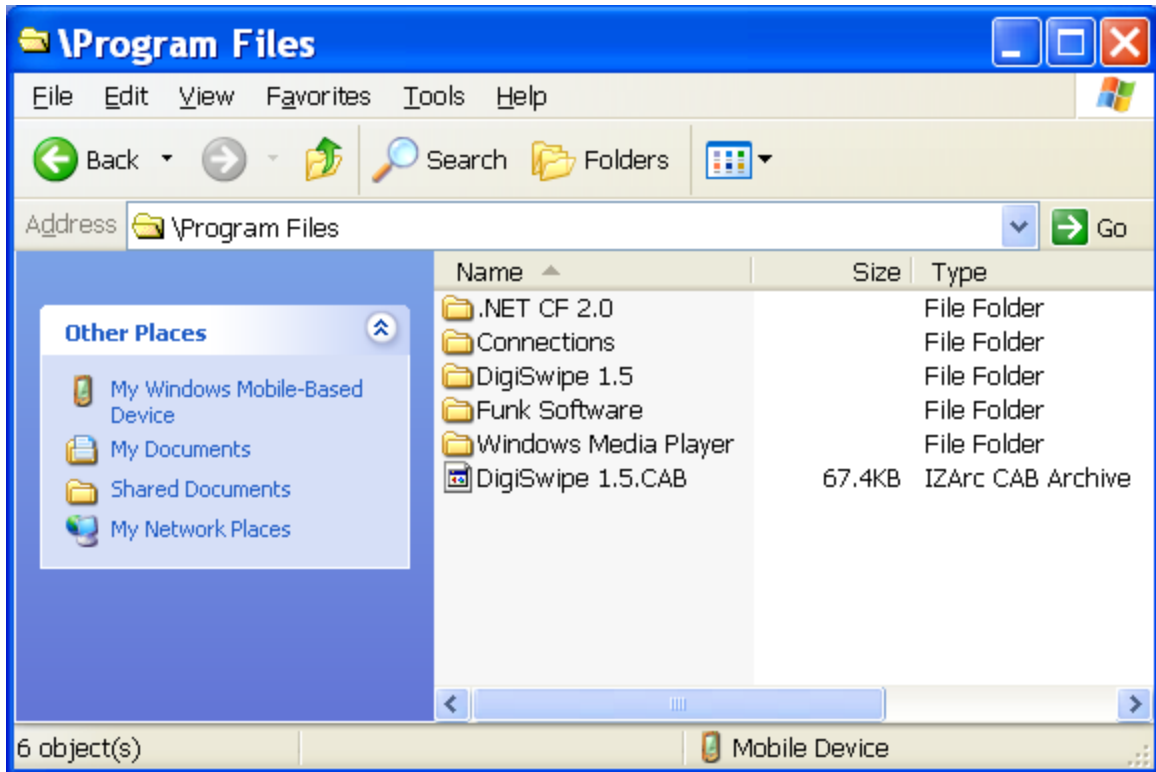 \Program Files
File Edit View Favorites Tools Help
Back Search Folders
Address \Program Files Go
Other Places
My Windows Mobile-Based
Device
My Documents
Shared Documents
My Network Places
Name Size Type
.NET CF 2.0 File Folder
Connections File Folder
DigiSwipe 1.5 File Folder
Funk Software File Folder
Windows Media Player File Folder
DigiSwipe 1.5.CAB 67.4KB IZArc CAB Archive
6 object(s) Mobile Device